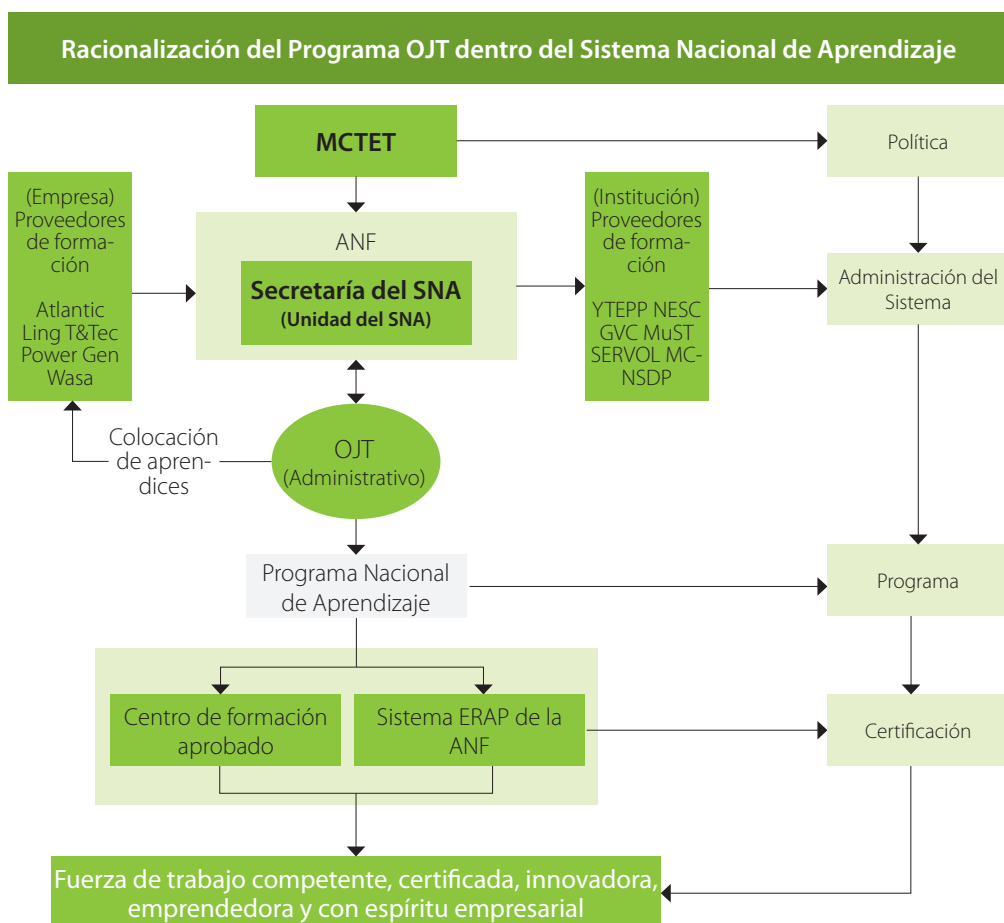 Racionalización del Programa OJT dentro del Sistema Nacional de Aprendizaje
MCTET
Política
(Empresa)
Proveedores
de forma-
ción
Atlantic
Ling T&Tec
Power Gen
Wasa
ANF
Secretaría del SNA
(Unidad del SNA)
(Institución)
Proveedores
de forma-
ción
YTEPP NESC
GVC MuST
SERVOL MC-
NSDP
Administración del
Sistema
Colocación
de apren-
dices
OJT
(Administrativo)
Programa Nacional
de Aprendizaje
Programa
Centro de formación
aprobado
Sistema ERAP de la
ANF
Certificación
Fuerza de trabajo competente, certificada, innovadora,
emprendedora y con espíritu empresarial